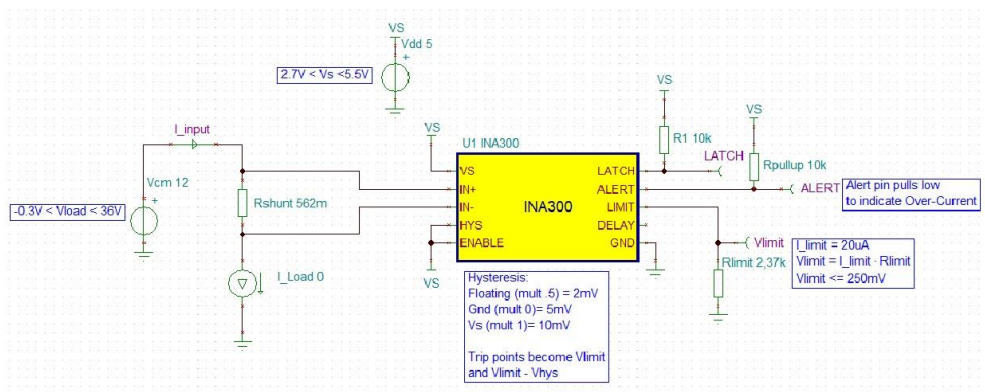 VS
Vdd 5
+
2.7V < Vs <5.5V
I_input
Vcm 12
+
-0.3V < Vload < 36V
Rshunt 562m
I_Load 0
VS
U1 INA300
VS
IN+
IN-
HYS
ENABLE
INA300
LATCH
ALERT
LIMIT
DELAY
GND
VS
VS
R1 10k
LATCH
VS
Rpullup 10k
ALERT
Alert pin pulls low
to indicate Over-Current
Vlimit
Rlimit 2,37k
I_limit = 20uA
Vlimit = I_limit · Rlimit
Vlimit <= 250mV
Hysteresis:
Floating (mult .5) = 2mV
Gnd (mult 0)= 5mV
Vs (mult 1)= 10mV
Trip points become Vlimit
and Vlimit - Vhys